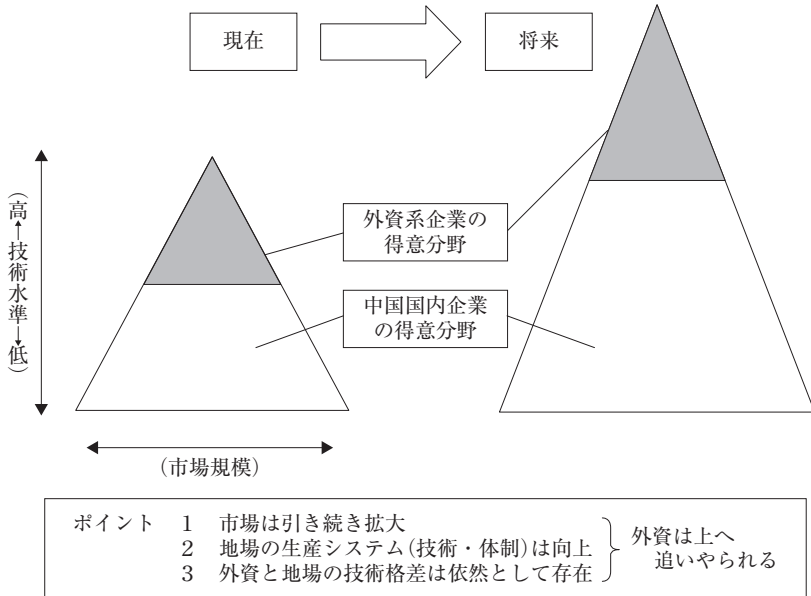 現在
将来
(高←技術水準→低)
外資系企業の
得意分野
中国国内企業
の得意分野
(市場規模)
ポイント 1 市場は引き続き拡大
2 地場の生産システム(技術・体制)は向上
3 外資と地場の技術格差は依然として存在
外資は上へ
追いやられる